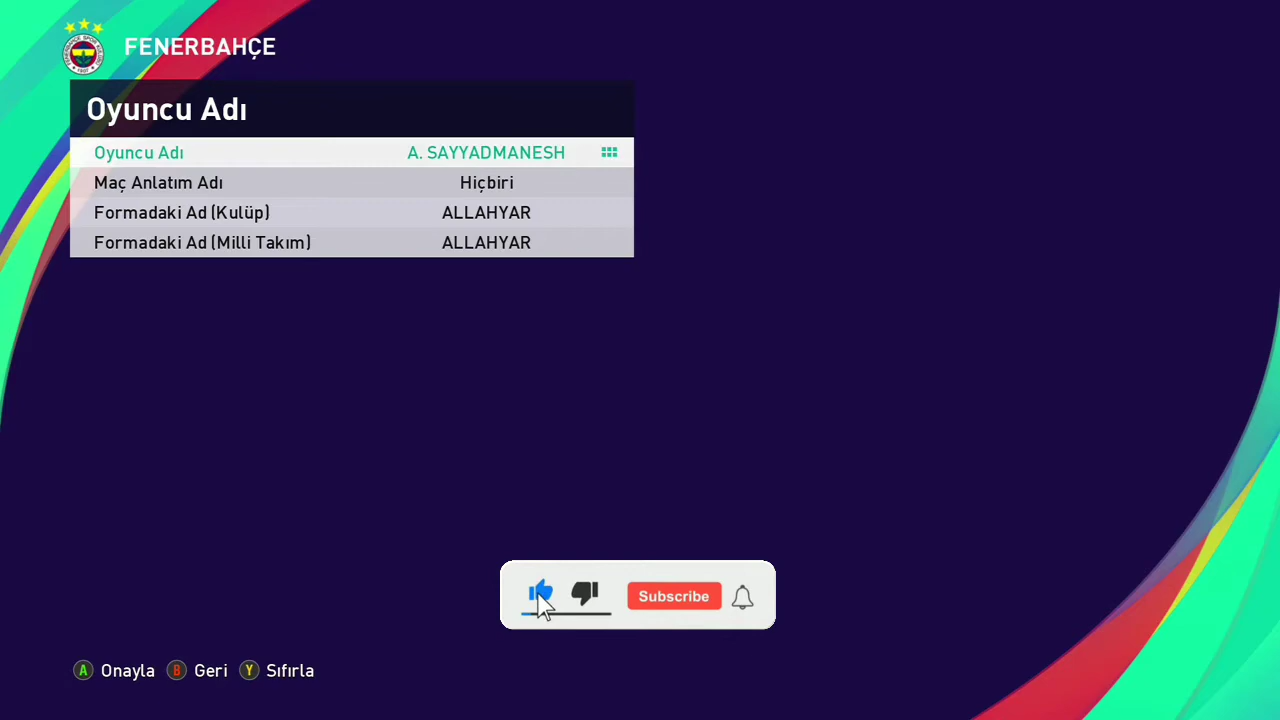 FENERBAHÇE
Oyuncu Adı
Oyuncu Adı A. SAYYADMANESH
Maç Anlatım Adı Hiçbiri
Formadaki Ad (Kulüp) ALLAHYAR
Formadaki Ad (Milli Takım) ALLAHYAR
Subscribe
A Onayla B Geri Y Sıfırla